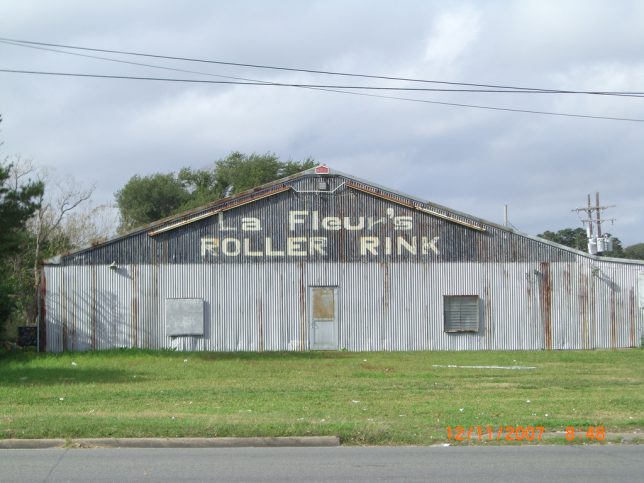 La Fleur's
ROLLER RINK
12/11/2007 8:48